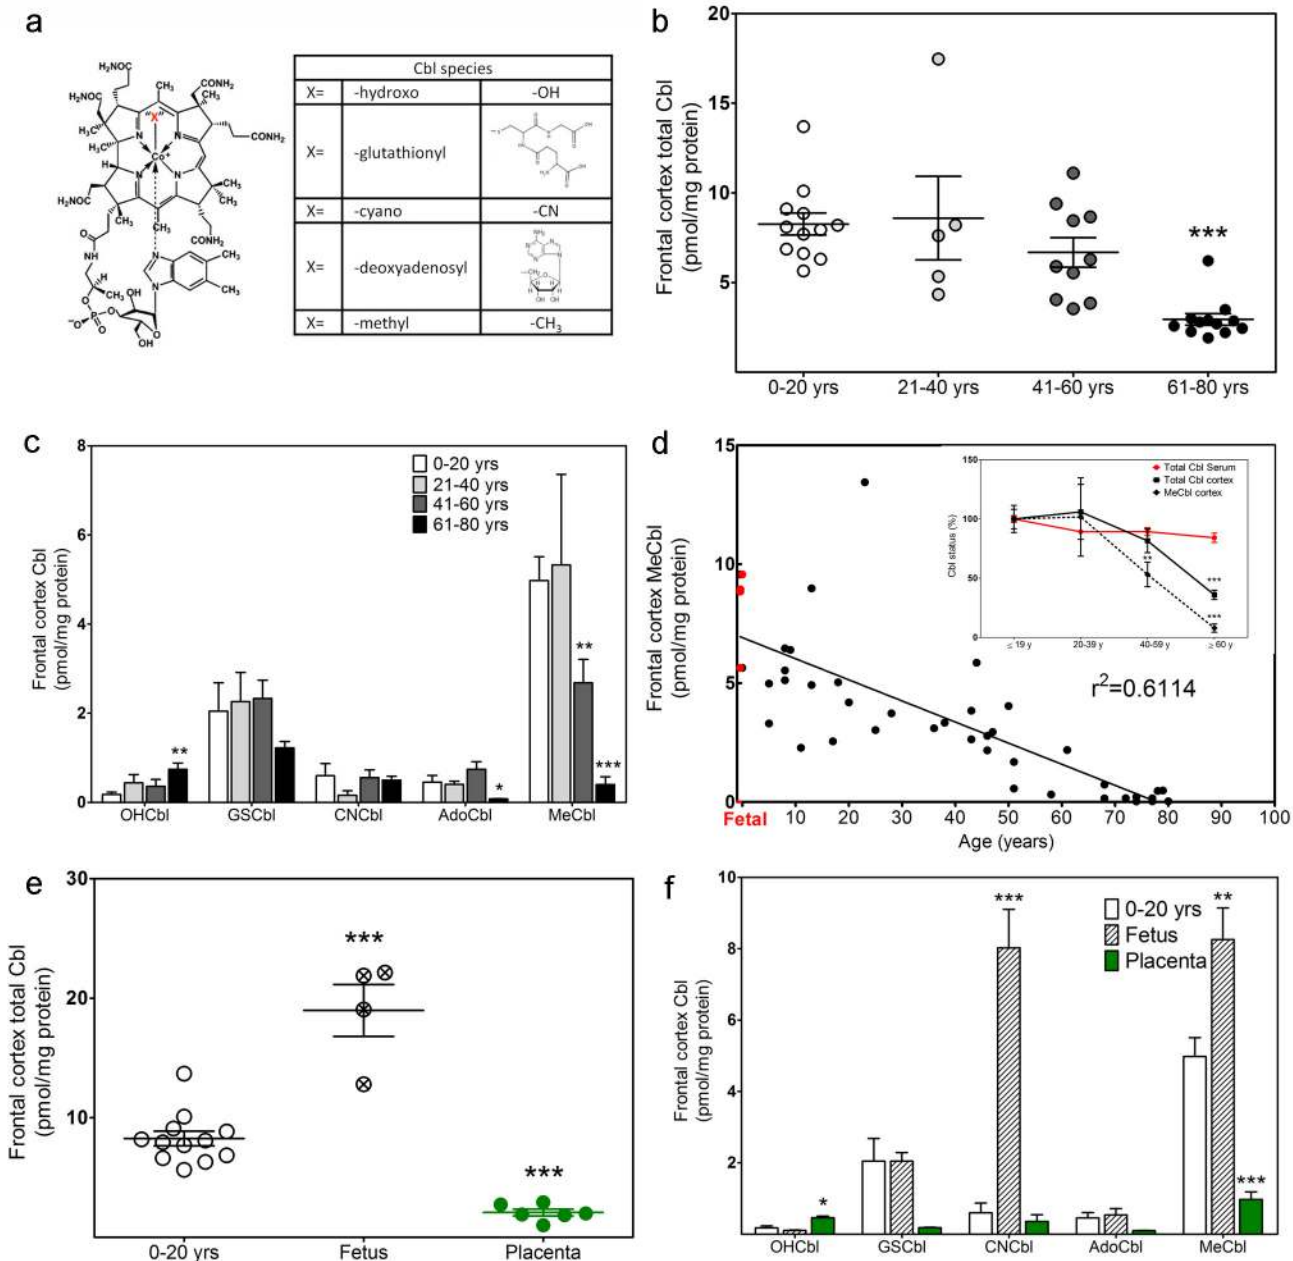 a
H₂NOC
CH₃
CONH₂
H₂NOC
CH₃
"X"
H₃C
N
N
CONH₂
H₃C
Co⁺
H
N
N
CH₃
CH₃
H₂NOC
CH₃
CH₃
O
CONH₂
NH
N
CH₃
H
CH₃
OH
N
CH₃
O
⁻O
P
O
O
O
HO
OH
Cbl species
X= -hydroxo -OH
X= -glutathionyl
X= -cyano -CN
X= -deoxyadenosyl
NH₂
X= -methyl -CH₃
b
Frontal cortex total Cbl
(pmol/mg protein)
20
15
10
5
***
0-20 yrs 21-40 yrs 41-60 yrs 61-80 yrs
c
Frontal cortex Cbl
(pmol/mg protein)
8
6
4
2
0
0-20 yrs
21-40 yrs
41-60 yrs
61-80 yrs
** * ** ***
OHCbl GSCbl CNCbl AdoCbl MeCbl
d
Frontal cortex MeCbl
(pmol/mg protein)
15
10
5
0
Cbl status (%)
150
100
50
0
Total Cbl Serum
Total Cbl cortex
MeCbl cortex
**
***
***
≤ 19 y 20-39 y 40-59 y ≥ 60 y
r²=0.6114
Fetal 10 20 30 40 50 60 70 80 90 100
Age (years)
e
Frontal cortex total Cbl
(pmol/mg protein)
30
20
10
***
***
0-20 yrs Fetus Placenta
f
Frontal cortex Cbl
(pmol/mg protein)
10
8
6
4
2
0-20 yrs
Fetus
Placenta
* *** ** ***
OHCbl GSCbl CNCbl AdoCbl MeCbl